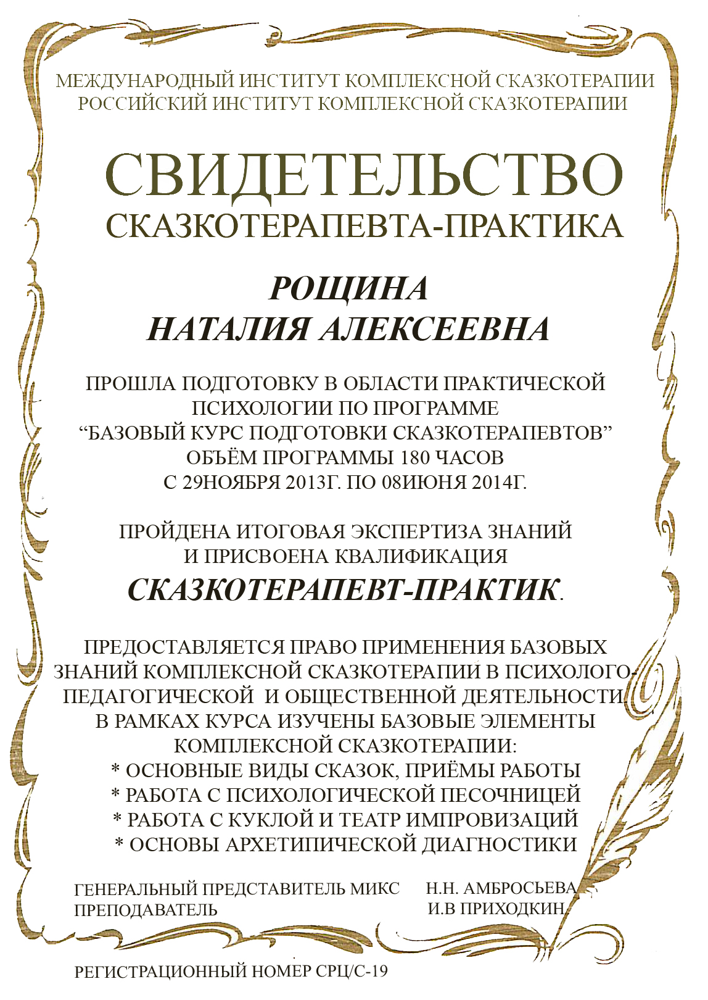 МЕЖДУНАРОДНЫЙ ИНСТИТУТ КОМПЛЕКСНОЙ СКАЗКОТЕРАПИИ
РОССИЙСКИЙ ИНСТИТУТ КОМПЛЕКСНОЙ СКАЗКОТЕРАПИИ
СВИДЕТЕЛЬСТВО
СКАЗКОТЕРАПЕВТА-ПРАКТИКА
РОЩИНА
НАТАЛИЯ АЛЕКСЕЕВНА
ПРОШЛА ПОДГОТОВКУ В ОБЛАСТИ ПРАКТИЧЕСКОЙ
ПСИХОЛОГИИ ПО ПРОГРАММЕ
“БАЗОВЫЙ КУРС ПОДГОТОВКИ СКАЗКОТЕРАПЕВТОВ”
ОБЪЁМ ПРОГРАММЫ 180 ЧАСОВ
С 29НОЯБРЯ 2013Г. ПО 08ИЮНЯ 2014Г.
ПРОЙДЕНА ИТОГОВАЯ ЭКСПЕРТИЗА ЗНАНИЙ
И ПРИСВОЕНА КВАЛИФИКАЦИЯ
СКАЗКОТЕРАПЕВТ-ПРАКТИК.
ПРЕДОСТАВЛЯЕТСЯ ПРАВО ПРИМЕНЕНИЯ БАЗОВЫХ
ЗНАНИЙ КОМПЛЕКСНОЙ СКАЗКОТЕРАПИИ В ПСИХОЛОГО-
ПЕДАГОГИЧЕСКОЙ И ОБЩЕСТВЕННОЙ ДЕЯТЕЛЬНОСТИ.
В РАМКАХ КУРСА ИЗУЧЕНЫ БАЗОВЫЕ ЭЛЕМЕНТЫ
КОМПЛЕКСНОЙ СКАЗКОТЕРАПИИ:
* ОСНОВНЫЕ ВИДЫ СКАЗОК, ПРИЁМЫ РАБОТЫ
* РАБОТА С ПСИХОЛОГИЧЕСКОЙ ПЕСОЧНИЦЕЙ
* РАБОТА С КУКЛОЙ И ТЕАТР ИМПРОВИЗАЦИЙ
* ОСНОВЫ АРХЕТИПИЧЕСКОЙ ДИАГНОСТИКИ
ГЕНЕРАЛЬНЫЙ ПРЕДСТАВИТЕЛЬ МИКС Н.Н. АМБРОСЬЕВА
ПРЕПОДАВАТЕЛЬ И.В ПРИХОДКИН
РЕГИСТРАЦИОННЫЙ НОМЕР СРЦ/С-19